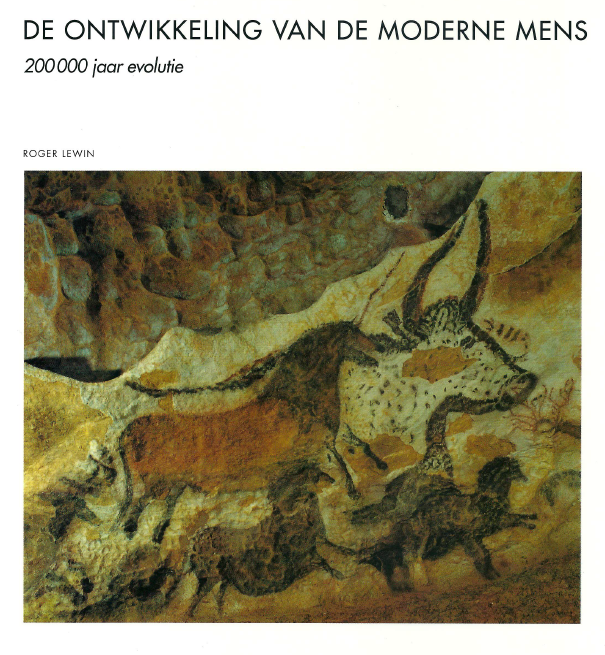 DE ONTWIKKELING VAN DE MODERNE MENS
200 000 jaar evolutie
ROGER LEWIN